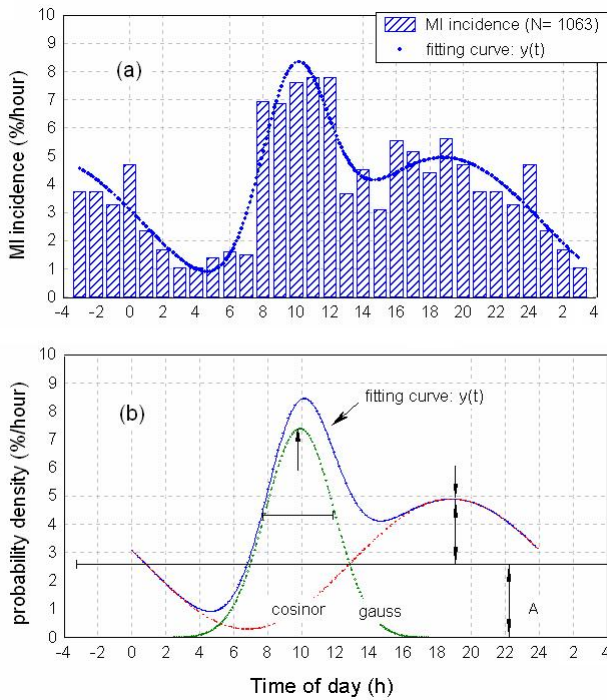 10
9
8
7
6
5
4
3
2
1
0
MI incidence (%/hour)
(a)
MI incidence (N= 1063)
fitting curve: y(t)
-4 -2 0 2 4 6 8 10 12 14 16 18 20 22 24 2 4
10
9
8
7
6
5
4
3
2
1
0
probability density (%/hour)
(b)
fitting curve: y(t)
cosinor
gauss
A
-4 -2 0 2 4 6 8 10 12 14 16 18 20 22 24 2 4
Time of day (h)